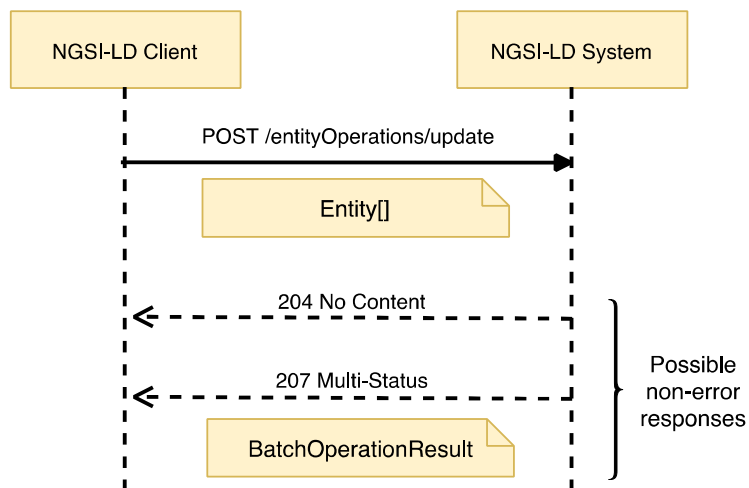 NGSI-LD Client
NGSI-LD System
POST /entityOperations/update
Entity[]
204 No Content
207 Multi-Status
Possible
non-error
responses
BatchOperationResult